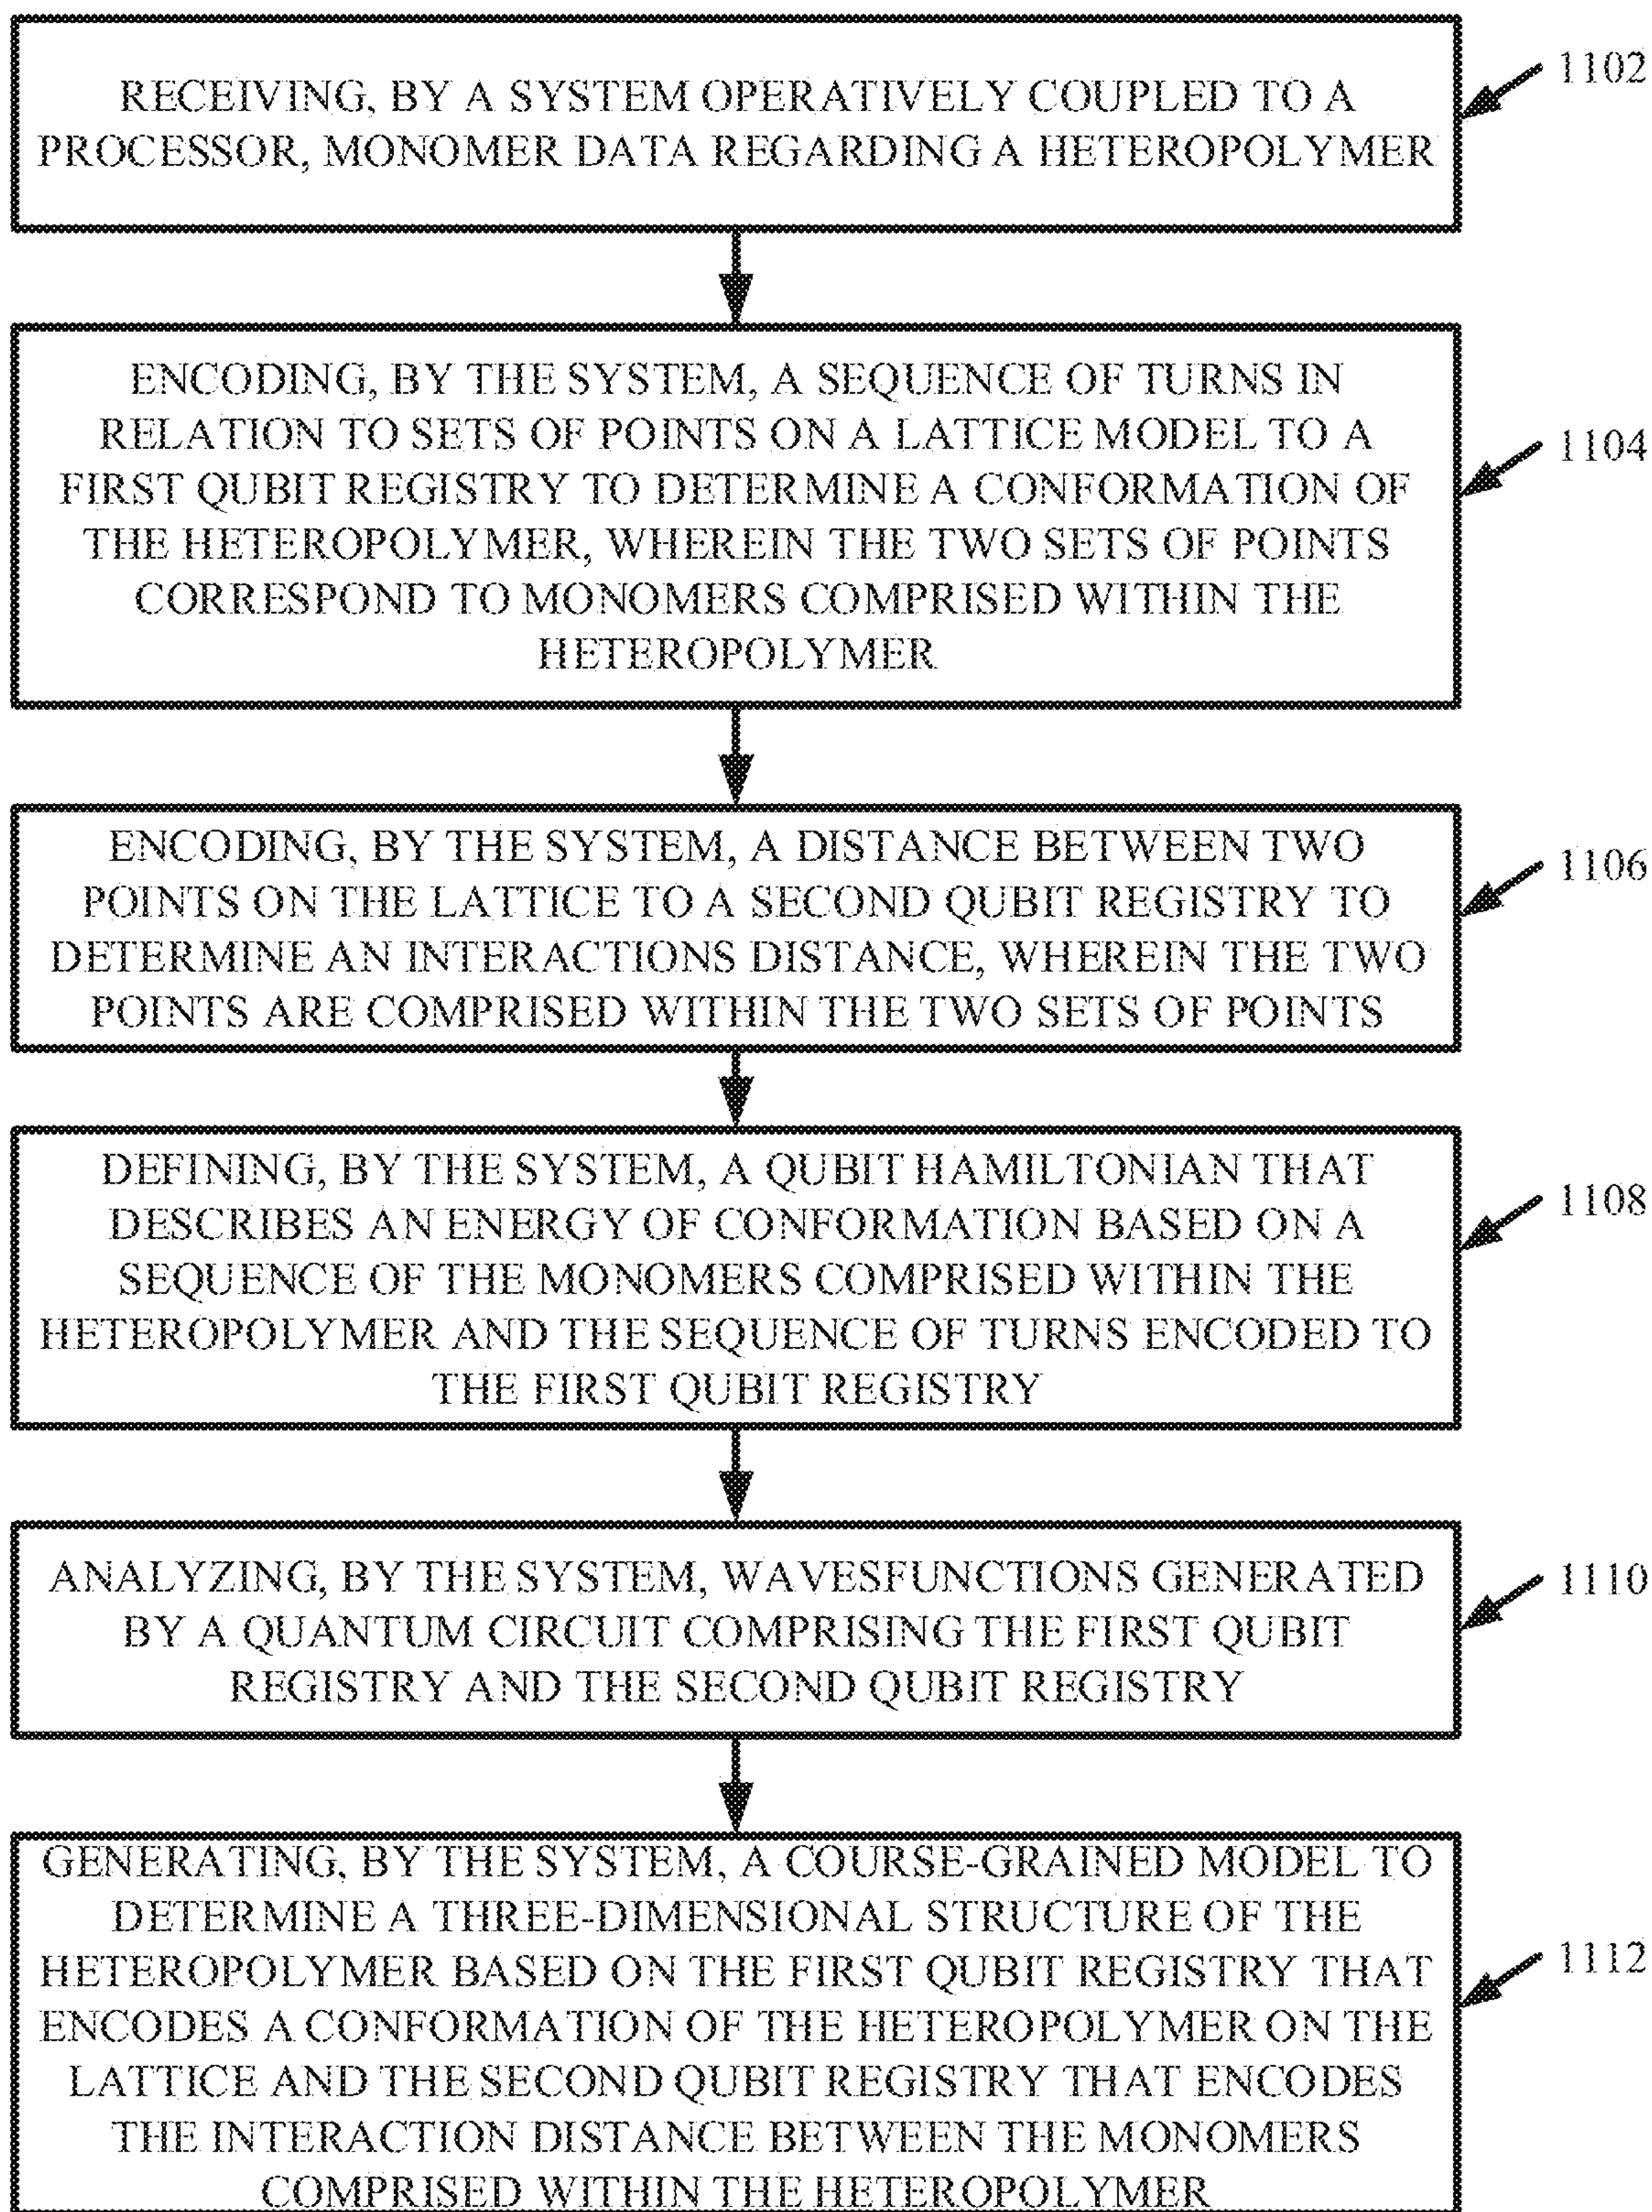 RECEIVING, BY A SYSTEM OPERATIVELY COUPLED TO A
PROCESSOR, MONOMER DATA REGARDING A HETEROPOLYMER
1102
ENCODING, BY THE SYSTEM, A SEQUENCE OF TURNS IN
RELATION TO SETS OF POINTS ON A LATTICE MODEL TO A
FIRST QUBIT REGISTRY TO DETERMINE A CONFORMATION OF
THE HETEROPOLYMER, WHEREIN THE TWO SETS OF POINTS
CORRESPOND TO MONOMERS COMPRISED WITHIN THE
HETEROPOLYMER
1104
ENCODING, BY THE SYSTEM, A DISTANCE BETWEEN TWO
POINTS ON THE LATTICE TO A SECOND QUBIT REGISTRY TO
DETERMINE AN INTERACTIONS DISTANCE, WHEREIN THE TWO
POINTS ARE COMPRISED WITHIN THE TWO SETS OF POINTS
1106
DEFINING, BY THE SYSTEM, A QUBIT HAMILTONIAN THAT
DESCRIBES AN ENERGY OF CONFORMATION BASED ON A
SEQUENCE OF THE MONOMERS COMPRISED WITHIN THE
HETEROPOLYMER AND THE SEQUENCE OF TURNS ENCODED TO
THE FIRST QUBIT REGISTRY
1108
ANALYZING, BY THE SYSTEM, WAVESFUNCTIONS GENERATED
BY A QUANTUM CIRCUIT COMPRISING THE FIRST QUBIT
REGISTRY AND THE SECOND QUBIT REGISTRY
1110
GENERATING, BY THE SYSTEM, A COURSE-GRAINED MODEL TO
DETERMINE A THREE-DIMENSIONAL STRUCTURE OF THE
HETEROPOLYMER BASED ON THE FIRST QUBIT REGISTRY THAT
ENCODES A CONFORMATION OF THE HETEROPOLYMER ON THE
LATTICE AND THE SECOND QUBIT REGISTRY THAT ENCODES
THE INTERACTION DISTANCE BETWEEN THE MONOMERS
COMPRISED WITHIN THE HETEROPOLYMER
1112